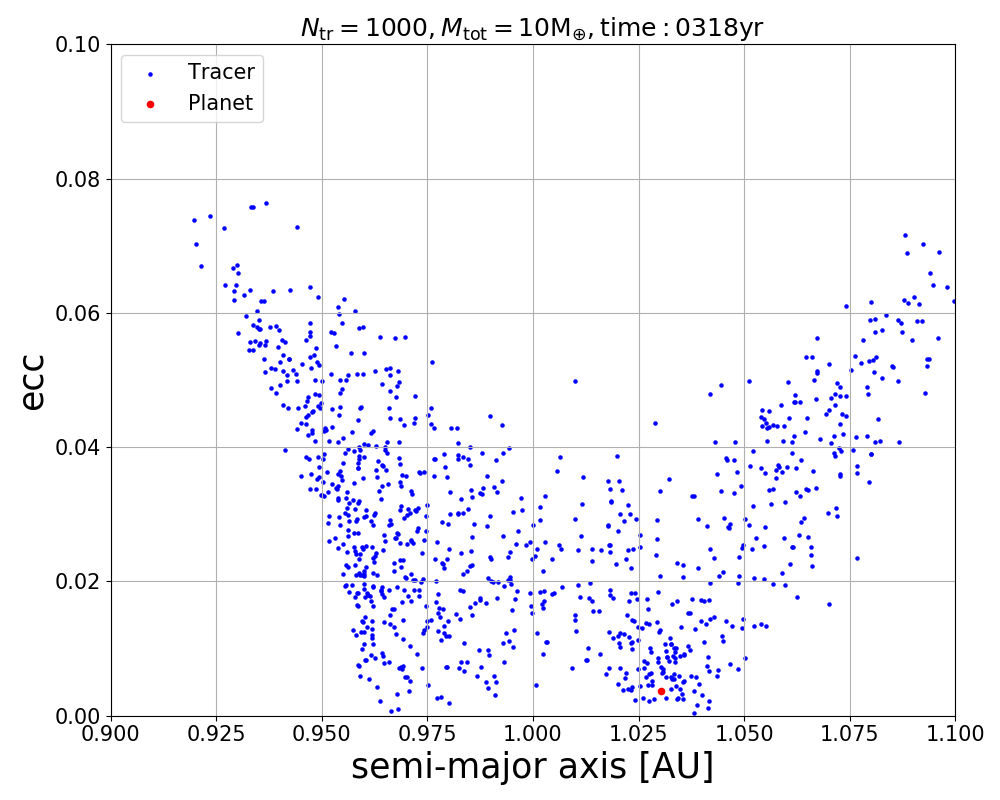 N_tr = 1000, M_tot = 10M_⊕, time : 0318yr
0.10
Tracer
Planet
0.08
0.06
ecc
0.04
0.02
0.00
0.900 0.925 0.950 0.975 1.000 1.025 1.050 1.075 1.100
semi-major axis [AU]